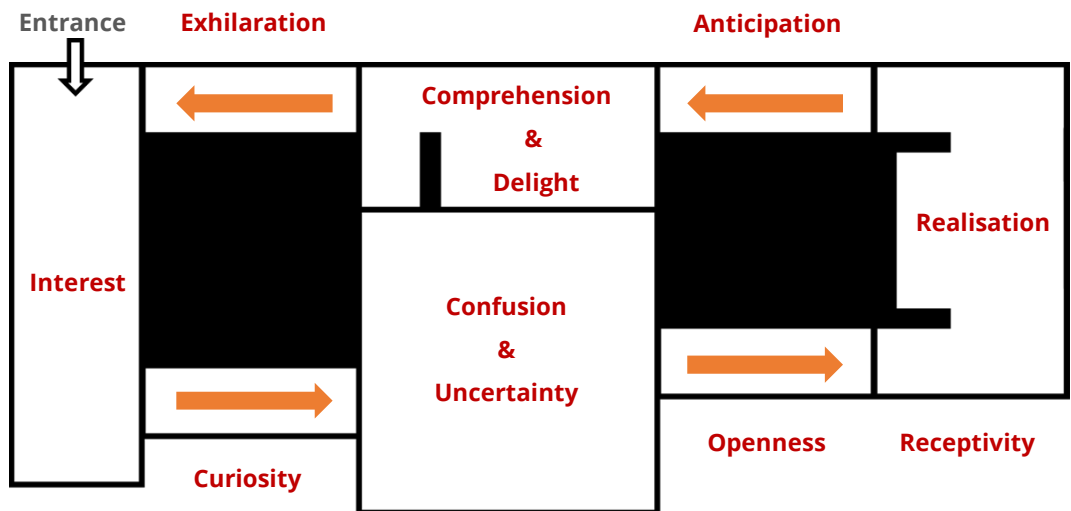 Entrance
Exhilaration
Anticipation
Comprehension
&
Delight
Realisation
Interest
Confusion
&
Uncertainty
Openness
Receptivity
Curiosity